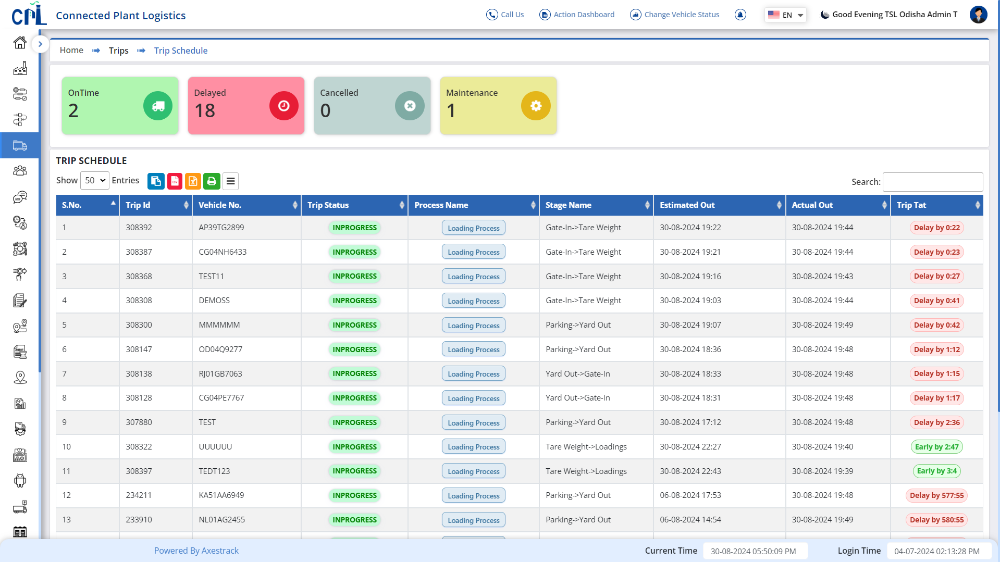 CPL Connected Plant Logistics Call Us Action Dashboard Change Vehicle Status EN Good Evening TSL Odisha Admin T
Home Trips Trip Schedule
OnTime 2
Delayed 18
Cancelled 0
Maintenance 1
TRIP SCHEDULE
Show 50 Entries CSV Search:
S.No. Trip Id Vehicle No. Trip Status Process Name Stage Name Estimated Out Actual Out Trip Tat
1 308392 AP39TG2899 INPROGRESS Loading Process Gate-In->Tare Weight 30-08-2024 19:22 30-08-2024 19:44 Delay by 0:22
2 308387 CG04NH6433 INPROGRESS Loading Process Gate-In->Tare Weight 30-08-2024 19:21 30-08-2024 19:44 Delay by 0:23
3 308368 TEST11 INPROGRESS Loading Process Gate-In->Tare Weight 30-08-2024 19:16 30-08-2024 19:43 Delay by 0:27
4 308308 DEMOSS INPROGRESS Loading Process Gate-In->Tare Weight 30-08-2024 19:03 30-08-2024 19:44 Delay by 0:41
5 308300 MMMMMM INPROGRESS Loading Process Parking->Yard Out 30-08-2024 19:07 30-08-2024 19:49 Delay by 0:42
6 308147 OD04Q9277 INPROGRESS Loading Process Parking->Yard Out 30-08-2024 18:36 30-08-2024 19:48 Delay by 1:12
7 308138 RJ01GB7063 INPROGRESS Loading Process Yard Out->Gate-In 30-08-2024 18:33 30-08-2024 19:48 Delay by 1:15
8 308128 CG04PE7767 INPROGRESS Loading Process Yard Out->Gate-In 30-08-2024 18:31 30-08-2024 19:48 Delay by 1:17
9 307880 TEST INPROGRESS Loading Process Parking->Yard Out 30-08-2024 17:12 30-08-2024 19:48 Delay by 2:36
10 308322 UUUUUU INPROGRESS Loading Process Tare Weight->Loadings 30-08-2024 22:27 30-08-2024 19:40 Early by 2:47
11 308397 TEDT123 INPROGRESS Loading Process Tare Weight->Loadings 30-08-2024 22:43 30-08-2024 19:39 Early by 3:4
12 234211 KA51AA6949 INPROGRESS Loading Process Parking->Yard Out 06-08-2024 17:53 30-08-2024 19:48 Delay by 577:55
13 233910 NL01AG2455 INPROGRESS Loading Process Parking->Yard Out 06-08-2024 14:54 30-08-2024 19:49 Delay by 580:55
Powered By Axestrack Current Time 30-08-2024 05:50:09 PM Login Time 04-07-2024 02:13:28 PM